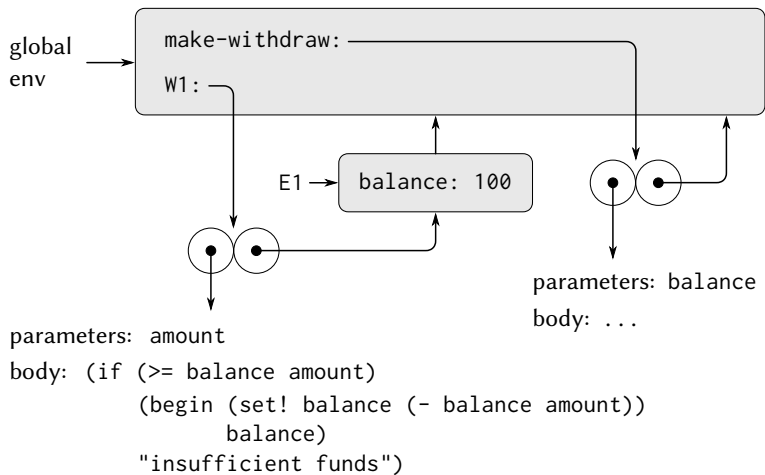 make-withdraw:
global
env
W1:
E1
balance: 100
parameters: balance
body: ...
parameters: amount
body: (if (>= balance amount)
(begin (set! balance (- balance amount))
balance)
"insufficient funds")